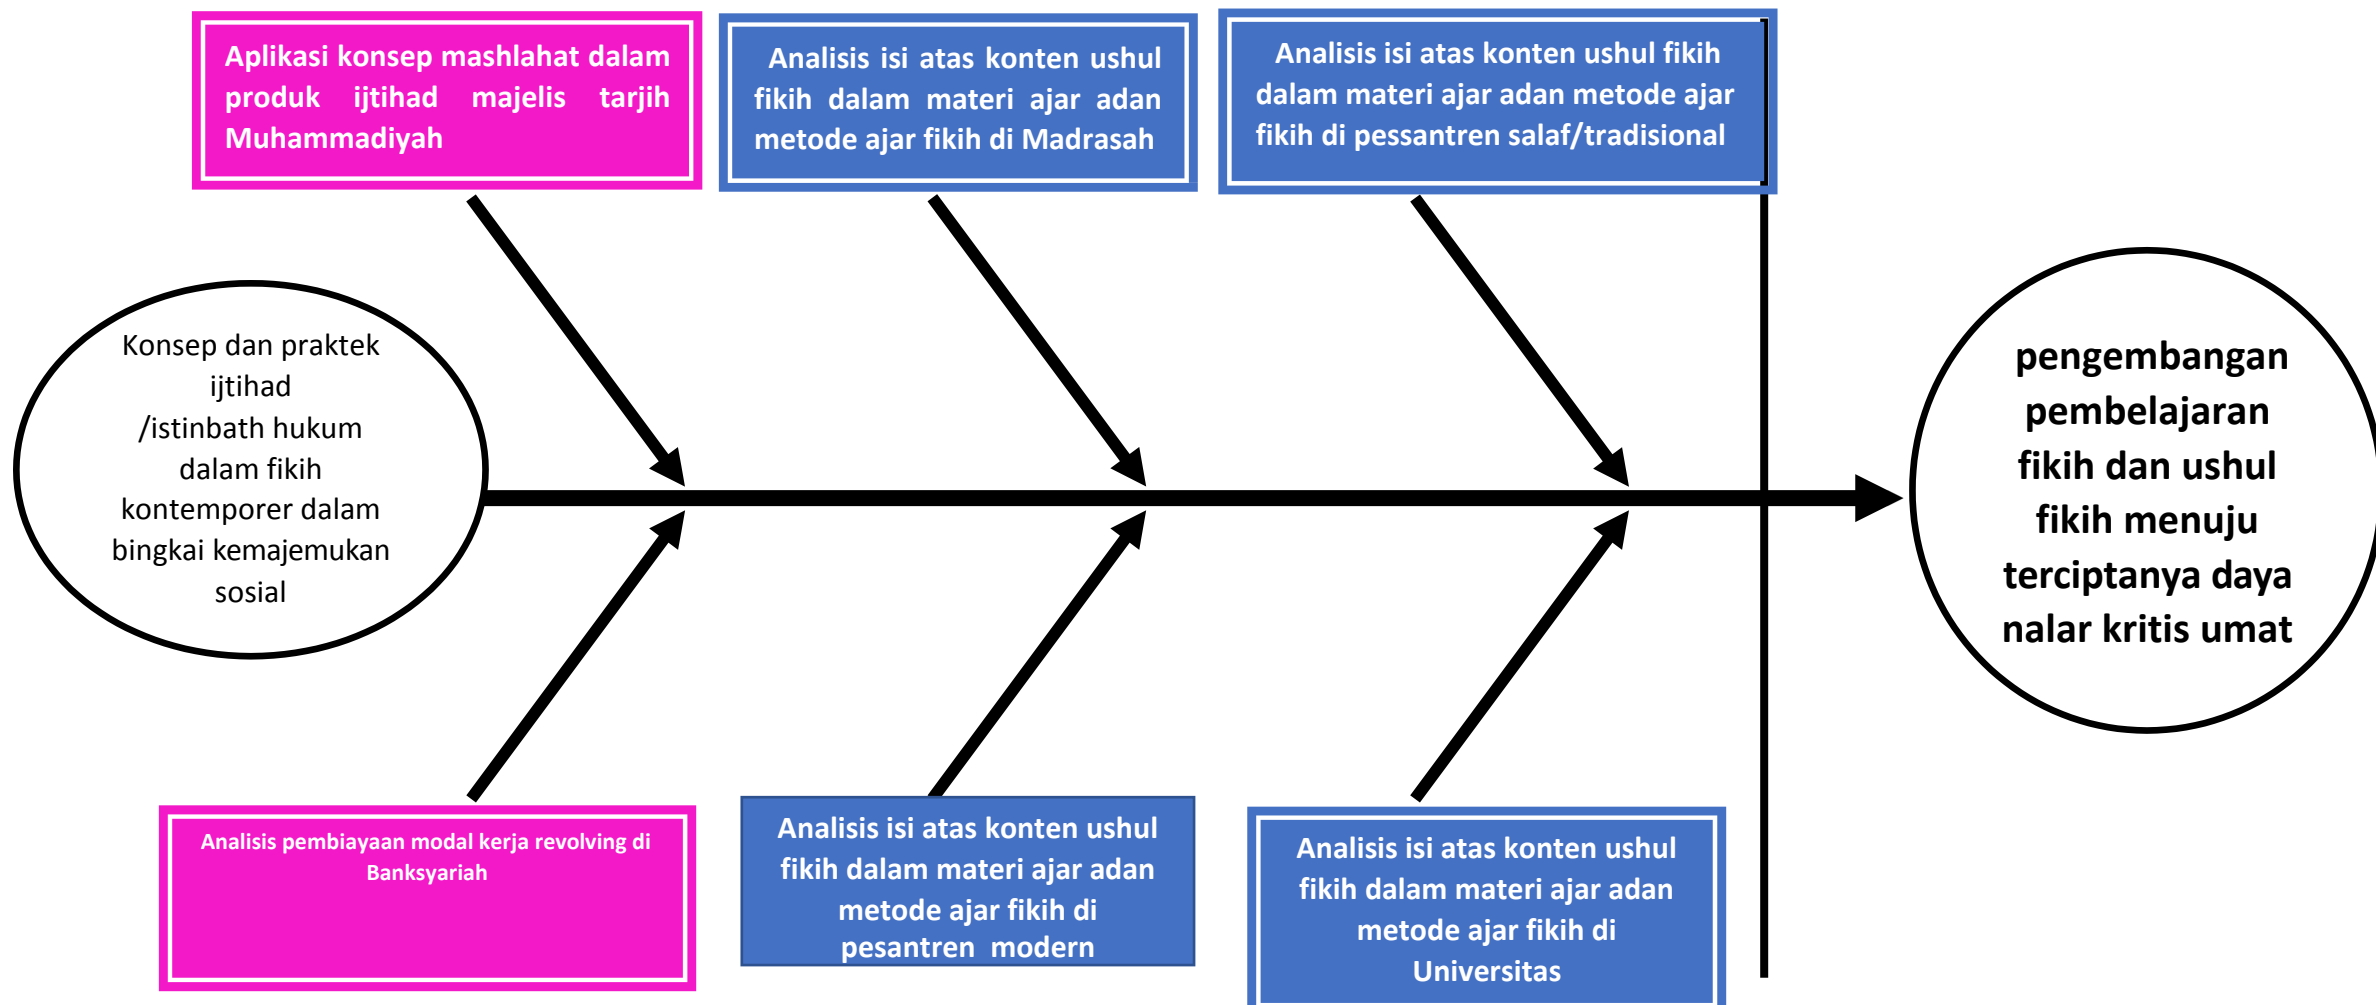 Aplikasi konsep mashlahat dalam
produk ijtihad majelis tarjih
Muhammadiyah
Analisis isi atas konten ushul
fikih dalam materi ajar adan
metode ajar fikih di Madrasah
Analisis isi atas konten ushul fikih
dalam materi ajar adan metode ajar
fikih di pessantren salaf/tradisional
Konsep dan praktek
ijtihad
/istinbath hukum
dalam fikih
kontemporer dalam
bingkai kemajemukan
sosial
pengembangan
pembelajaran
fikih dan ushul
fikih menuju
terciptanya daya
nalar kritis umat
Analisis pembiayaan modal kerja revolving di
Banksyariah
Analisis isi atas konten ushul
fikih dalam materi ajar adan
metode ajar fikih di
pesantren  modern
Analisis isi atas konten ushul
fikih dalam materi ajar adan
metode ajar fikih di
Universitas